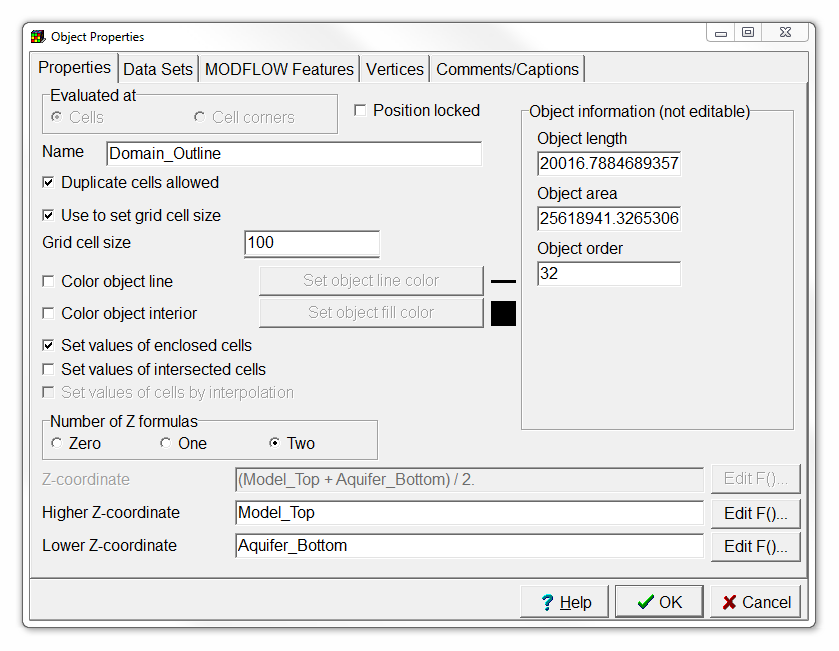 Object Properties
Properties Data Sets MODFLOW Features Vertices Comments/Captions
Evaluated at
Cells Cell corners
Position locked
Name Domain_Outline
Duplicate cells allowed
Use to set grid cell size
Grid cell size 100
Color object line Set object line color
Color object interior Set object fill color
Set values of enclosed cells
Set values of intersected cells
Set values of cells by interpolation
Object information (not editable)
Object length
20016.7884689357
Object area
25618941.3265306
Object order
32
Number of Z formulas
Zero One Two
Z-coordinate (Model_Top + Aquifer_Bottom) / 2. Edit F()...
Higher Z-coordinate Model_Top Edit F()...
Lower Z-coordinate Aquifer_Bottom Edit F()...
? Help OK Cancel